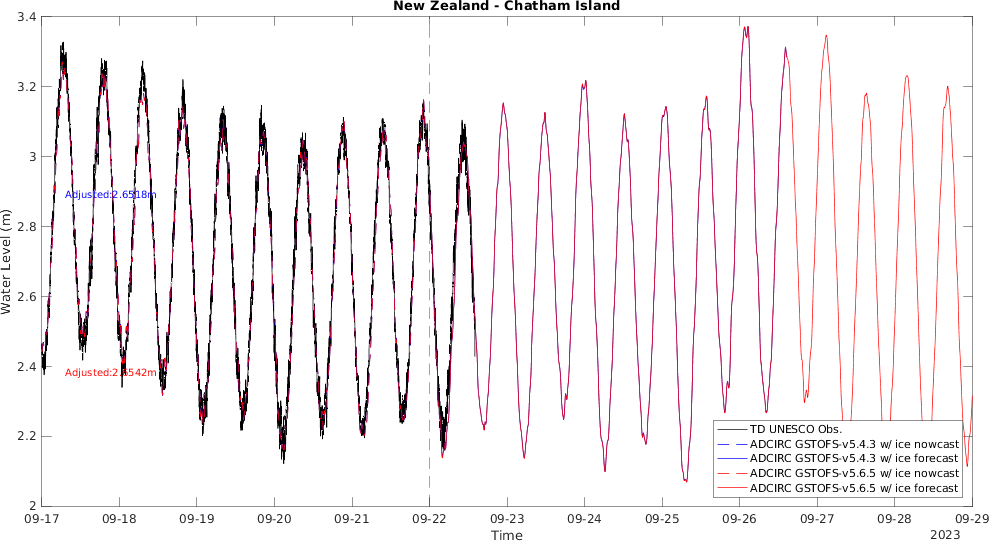 New Zealand - Chatham Island
Water Level (m)
3.4
3.2
3
2.8
2.6
2.4
2.2
2
Adjusted:2.6518m
Adjusted:2.6542m
TD UNESCO Obs.
ADCIRC GSTOFS-v5.4.3 w/ ice nowcast
ADCIRC GSTOFS-v5.4.3 w/ ice forecast
ADCIRC GSTOFS-v5.6.5 w/ ice nowcast
ADCIRC GSTOFS-v5.6.5 w/ ice forecast
09-17 09-18 09-19 09-20 09-21 09-22 09-23 09-24 09-25 09-26 09-27 09-28 09-29
Time
2023